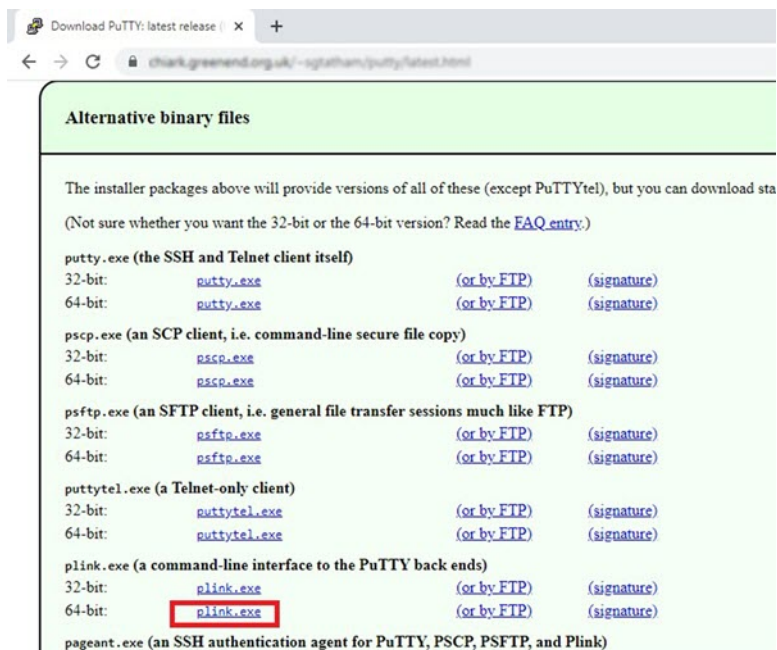 Download PuTTY: latest release (
chiark.greenend.org.uk/~sgtatham/putty/latest.html
Alternative binary files
The installer packages above will provide versions of all of these (except PuTTYtel), but you can download sta
(Not sure whether you want the 32-bit or the 64-bit version? Read the FAQ entry.)
putty.exe (the SSH and Telnet client itself)
32-bit: putty.exe (or by FTP) (signature)
64-bit: putty.exe (or by FTP) (signature)
pscp.exe (an SCP client, i.e. command-line secure file copy)
32-bit: pscp.exe (or by FTP) (signature)
64-bit: pscp.exe (or by FTP) (signature)
psftp.exe (an SFTP client, i.e. general file transfer sessions much like FTP)
32-bit: psftp.exe (or by FTP) (signature)
64-bit: psftp.exe (or by FTP) (signature)
puttytel.exe (a Telnet-only client)
32-bit: puttytel.exe (or by FTP) (signature)
64-bit: puttytel.exe (or by FTP) (signature)
plink.exe (a command-line interface to the PuTTY back ends)
32-bit: plink.exe (or by FTP) (signature)
64-bit: plink.exe (or by FTP) (signature)
pageant.exe (an SSH authentication agent for PuTTY, PSCP, PSFTP, and Plink)